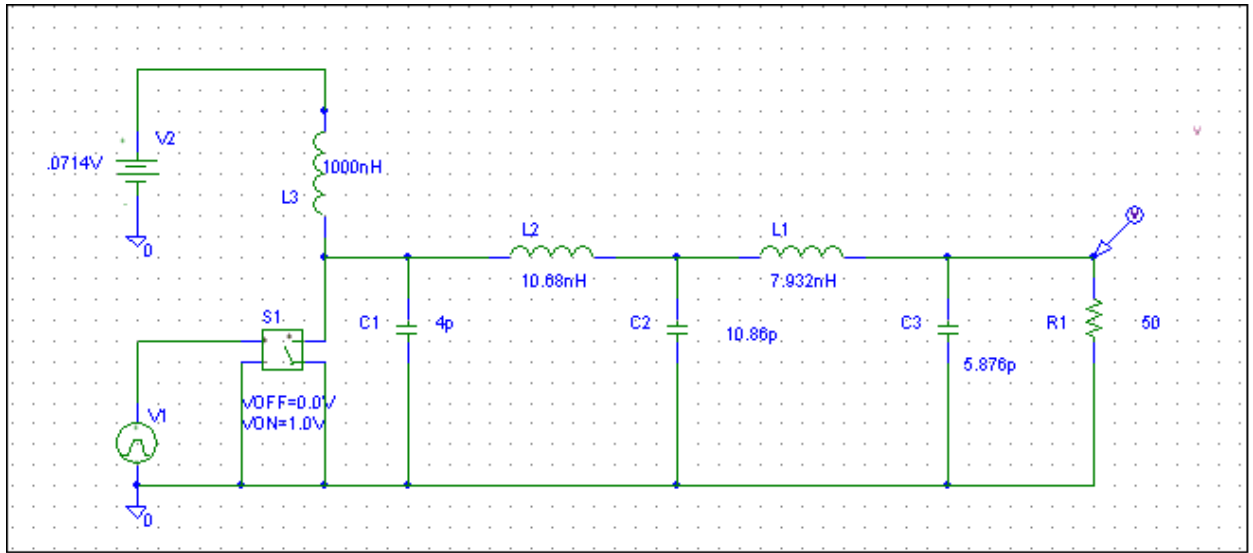 V2
.0714V
1000nH
L3
0
L2
10.68nH
L1
7.932nH
S1
C1
4p
C2
10.86p
C3
5.876p
R1
50
VOFF=0.0V
VON=1.0V
V1
0
V
V